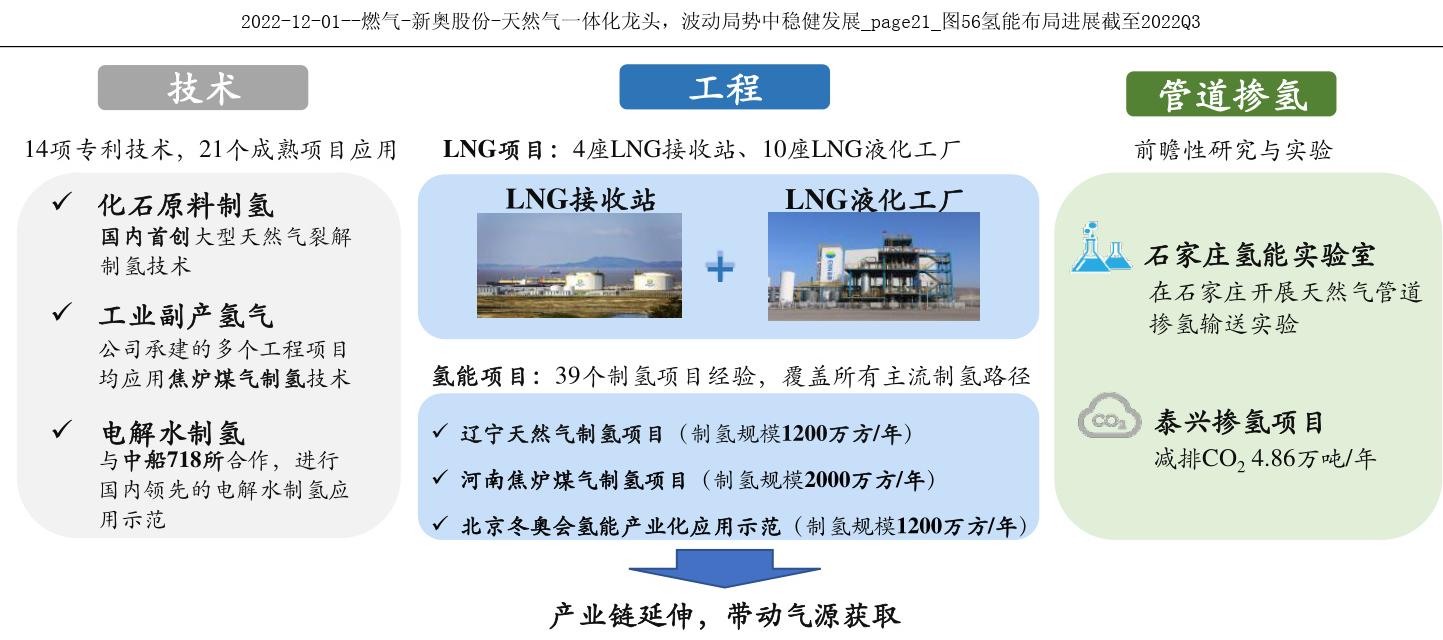 2022-12-01--燃气-新奥股份-天然气一体化龙头，波动局势中稳健发展_page21_图56氢能布局进展截至2022Q3
技术
14项专利技术，21个成熟项目应用
✓ 化石原料制氢
国内首创大型天然气裂解
制氢技术
✓ 工业副产氢气
公司承建的多个工程项目
均应用焦炉煤气制氢技术
✓ 电解水制氢
与中船718所合作，进行
国内领先的电解水制氢应
用示范
工程
LNG项目：4座LNG接收站、10座LNG液化工厂
LNG接收站
+
LNG液化工厂
氢能项目：39个制氢项目经验，覆盖所有主流制氢路径
✓ 辽宁天然气制氢项目（制氢规模1200万方/年）
✓ 河南焦炉煤气制氢项目（制氢规模2000万方/年）
✓ 北京冬奥会氢能产业化应用示范（制氢规模1200万方/年）
产业链延伸，带动气源获取
管道掺氢
前瞻性研究与实验
石家庄氢能实验室
在石家庄开展天然气管道
掺氢输送实验
CO₂
泰兴掺氢项目
减排CO₂ 4.86万吨/年